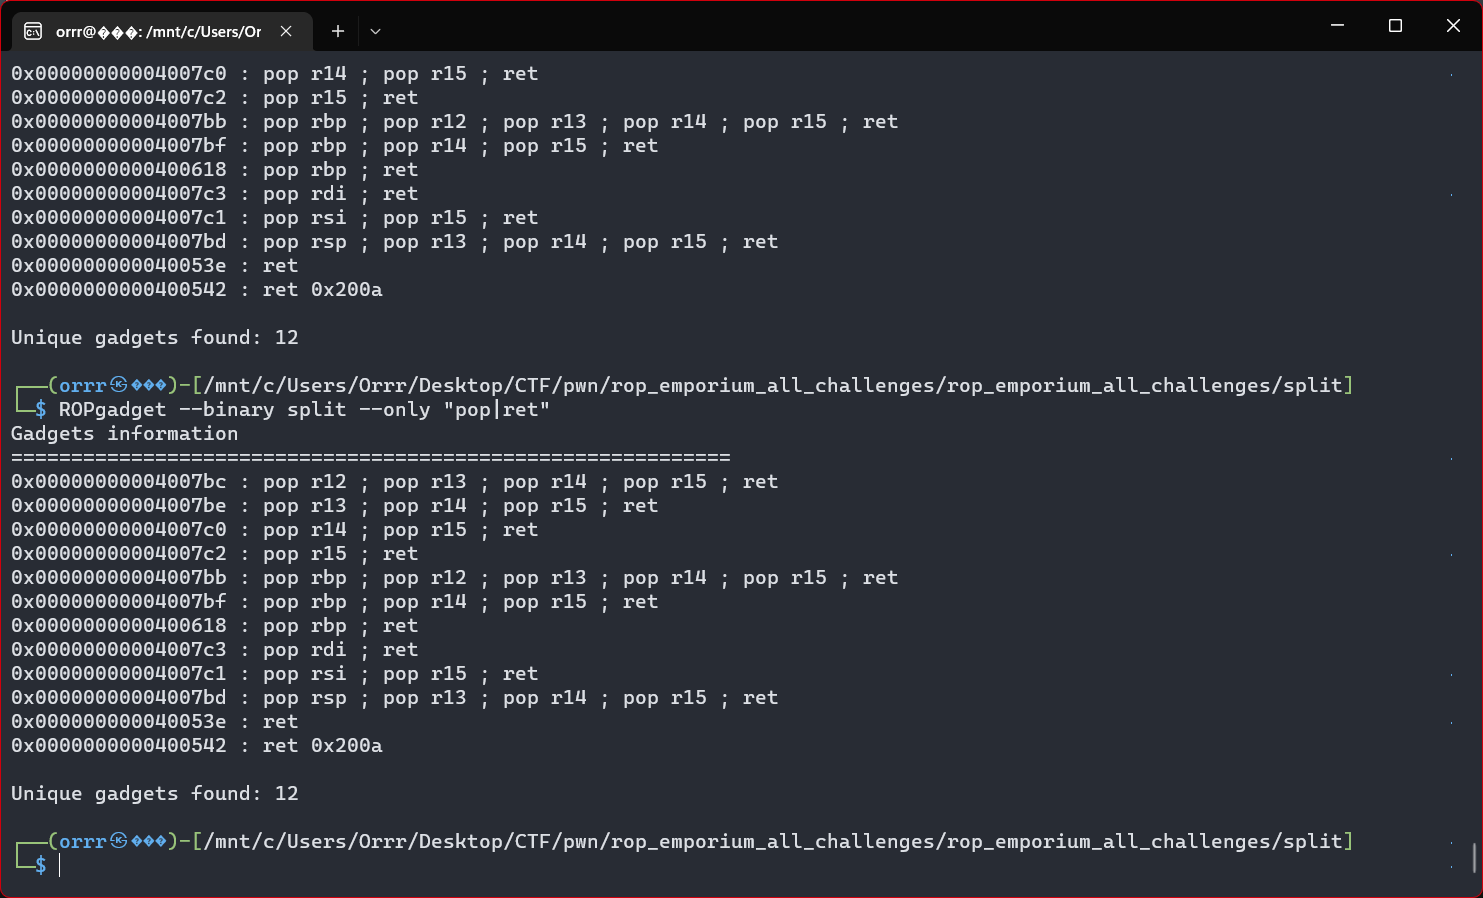 orrr@���: /mnt/c/Users/Orr
0x00000000004007c0 : pop r14 ; pop r15 ; ret
0x00000000004007c2 : pop r15 ; ret
0x00000000004007bb : pop rbp ; pop r12 ; pop r13 ; pop r14 ; pop r15 ; ret
0x00000000004007bf : pop rbp ; pop r14 ; pop r15 ; ret
0x0000000000400618 : pop rbp ; ret
0x00000000004007c3 : pop rdi ; ret
0x00000000004007c1 : pop rsi ; pop r15 ; ret
0x00000000004007bd : pop rsp ; pop r13 ; pop r14 ; pop r15 ; ret
0x000000000040053e : ret
0x0000000000400542 : ret 0x200a
Unique gadgets found: 12
┌──(orrr㉿���)-[/mnt/c/Users/Orrr/Desktop/CTF/pwn/rop_emporium_all_challenges/rop_emporium_all_challenges/split]
└─$ ROPgadget --binary split --only "pop|ret"
Gadgets information
============================================================
0x00000000004007bc : pop r12 ; pop r13 ; pop r14 ; pop r15 ; ret
0x00000000004007be : pop r13 ; pop r14 ; pop r15 ; ret
0x00000000004007c0 : pop r14 ; pop r15 ; ret
0x00000000004007c2 : pop r15 ; ret
0x00000000004007bb : pop rbp ; pop r12 ; pop r13 ; pop r14 ; pop r15 ; ret
0x00000000004007bf : pop rbp ; pop r14 ; pop r15 ; ret
0x0000000000400618 : pop rbp ; ret
0x00000000004007c3 : pop rdi ; ret
0x00000000004007c1 : pop rsi ; pop r15 ; ret
0x00000000004007bd : pop rsp ; pop r13 ; pop r14 ; pop r15 ; ret
0x000000000040053e : ret
0x0000000000400542 : ret 0x200a
Unique gadgets found: 12
┌──(orrr㉿���)-[/mnt/c/Users/Orrr/Desktop/CTF/pwn/rop_emporium_all_challenges/rop_emporium_all_challenges/split]
└─$